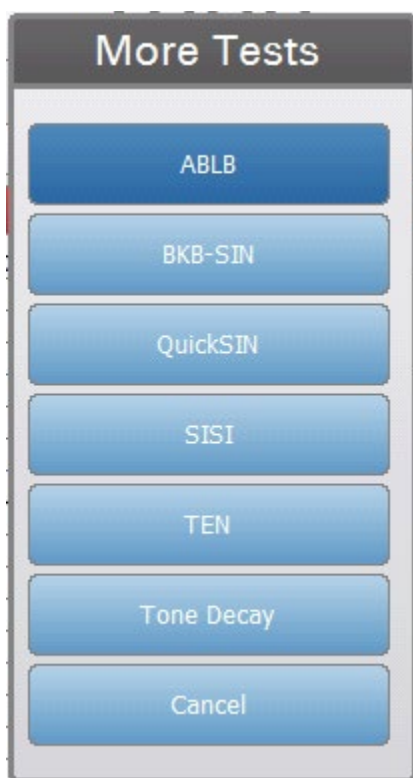 More Tests
ABLB
BKB-SIN
QuickSIN
SISI
TEN
Tone Decay
Cancel